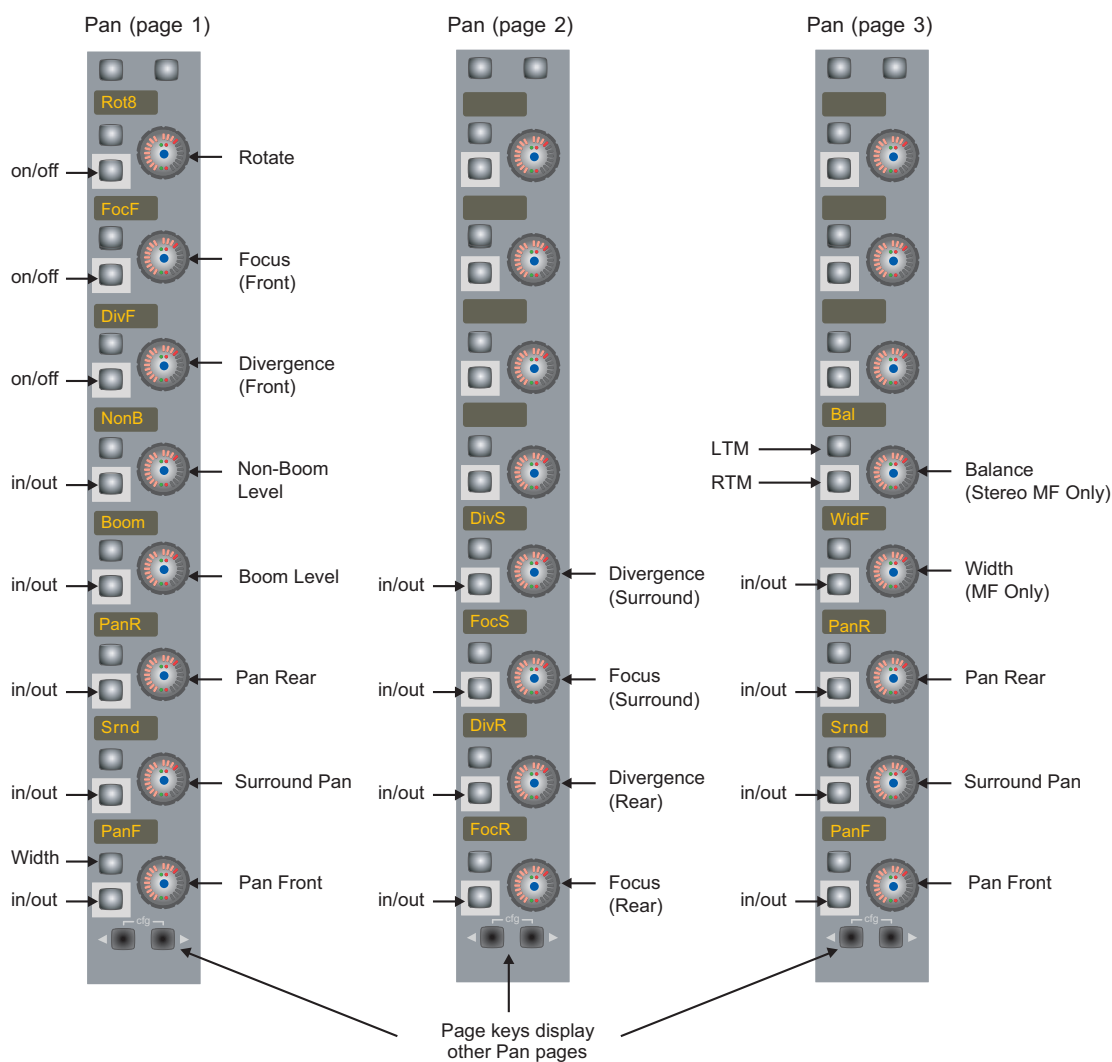 Pan (page 1)
Rot8
on/off
Rotate
FocF
on/off
Focus
(Front)
DivF
on/off
Divergence
(Front)
NonB
in/out
Non-Boom
Level
Boom
in/out
Boom Level
PanR
in/out
Pan Rear
Srnd
in/out
Surround Pan
PanF
Width
in/out
Pan Front
cfg
Pan (page 2)
DivS
in/out
Divergence
(Surround)
FocS
in/out
Focus
(Surround)
DivR
in/out
Divergence
(Rear)
FocR
in/out
Focus
(Rear)
cfg
Pan (page 3)
Bal
LTM
RTM
Balance
(Stereo MF Only)
WidF
in/out
Width
(MF Only)
PanR
in/out
Pan Rear
Srnd
in/out
Surround Pan
PanF
in/out
Pan Front
cfg
Page keys display
other Pan pages